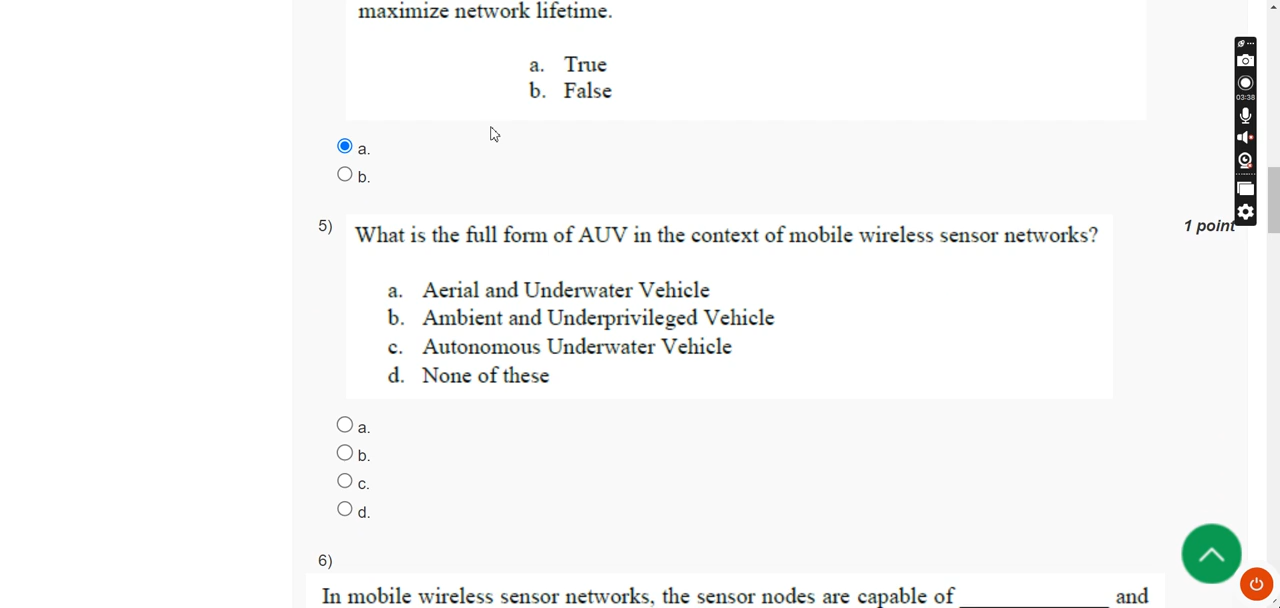 maximize network lifetime.
a. True
b. False
a.
b.
5)
1 point
What is the full form of AUV in the context of mobile wireless sensor networks?
a. Aerial and Underwater Vehicle
b. Ambient and Underprivileged Vehicle
c. Autonomous Underwater Vehicle
d. None of these
a.
b.
c.
d.
6)
In mobile wireless sensor networks, the sensor nodes are capable of ____________ and
03:38